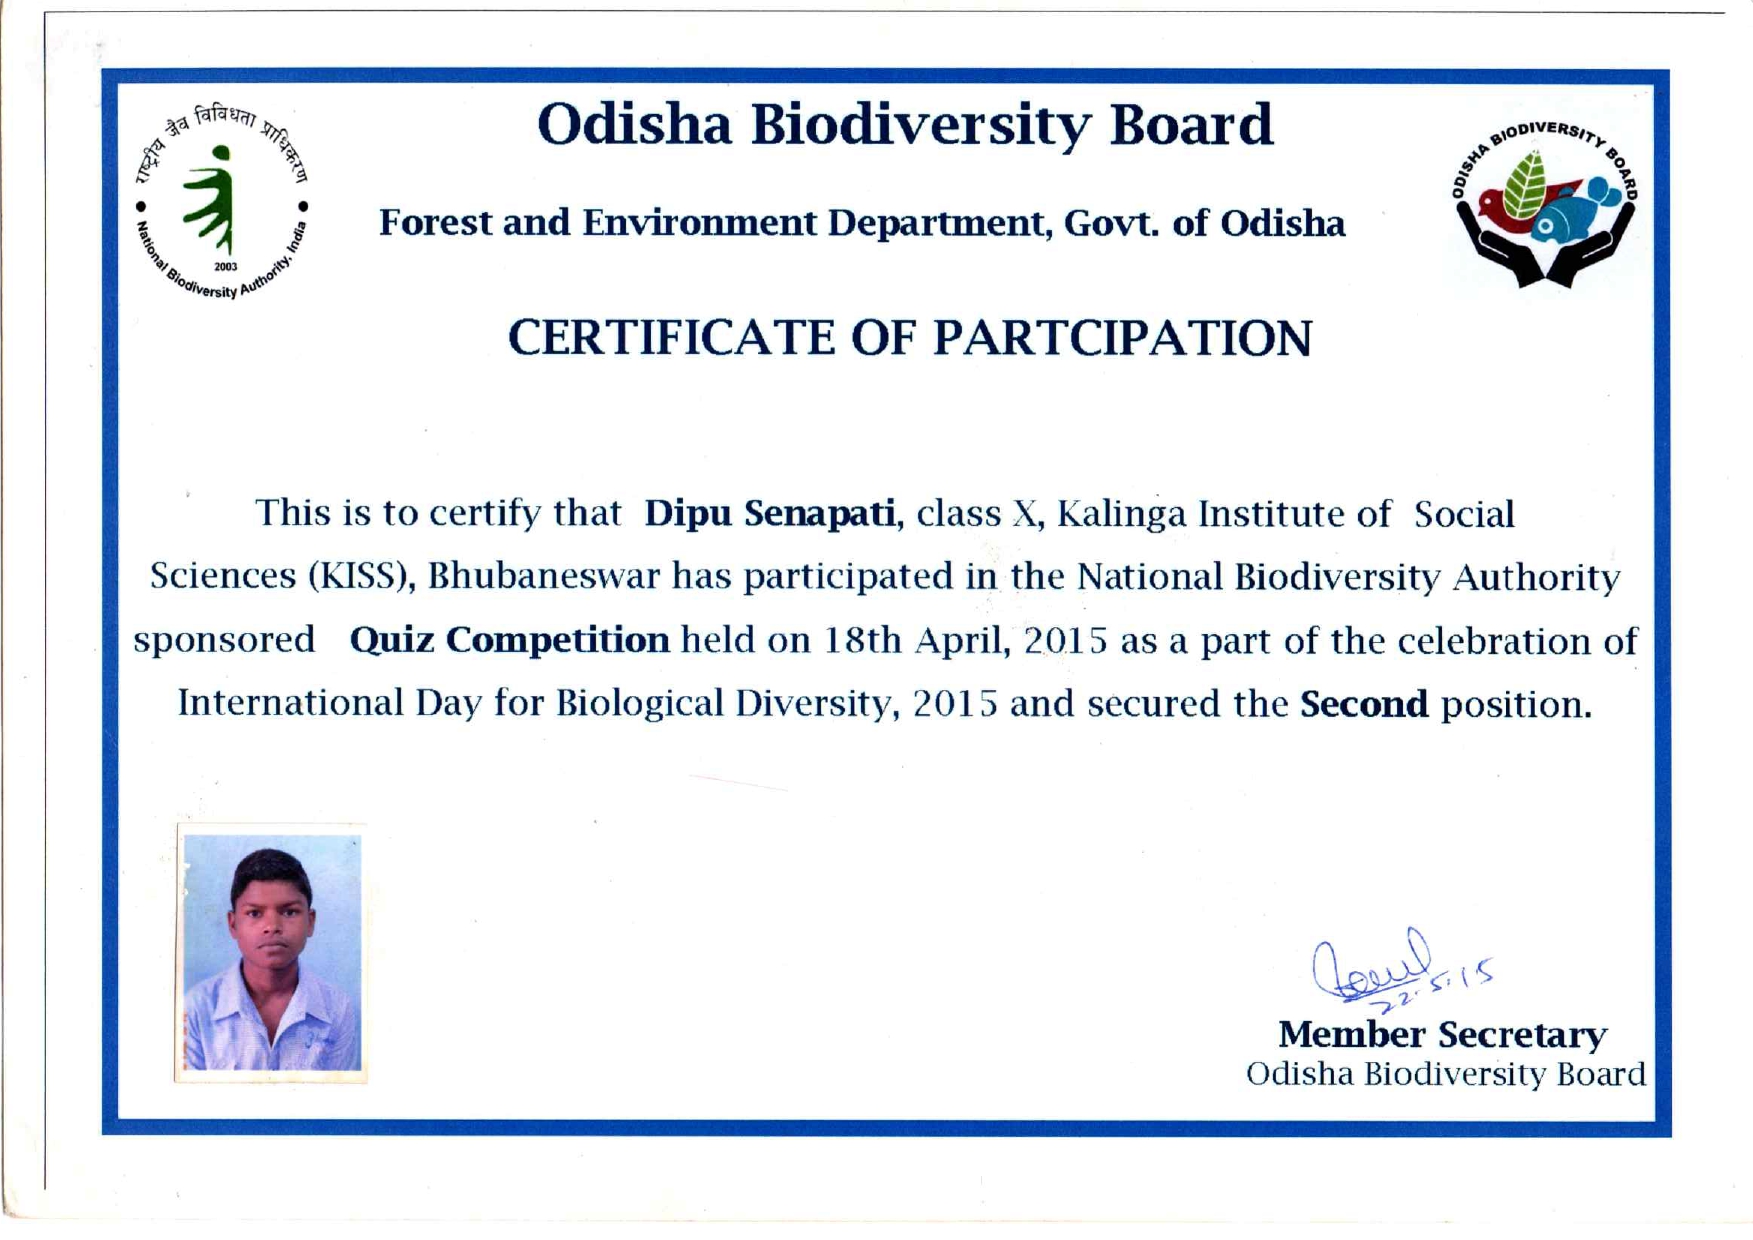 राष्ट्रीय जैव विविधता प्राधिकरण
2003
National Biodiversity Authority, India
Odisha Biodiversity Board
ODISHA BIODIVERSITY BOARD
Forest and Environment Department, Govt. of Odisha
CERTIFICATE OF PARTCIPATION
This is to certify that Dipu Senapati, class X, Kalinga Institute of Social
Sciences (KISS), Bhubaneswar has participated in the National Biodiversity Authority
sponsored Quiz Competition held on 18th April, 2015 as a part of the celebration of
International Day for Biological Diversity, 2015 and secured the Second position.
22.5.15
Member Secretary
Odisha Biodiversity Board